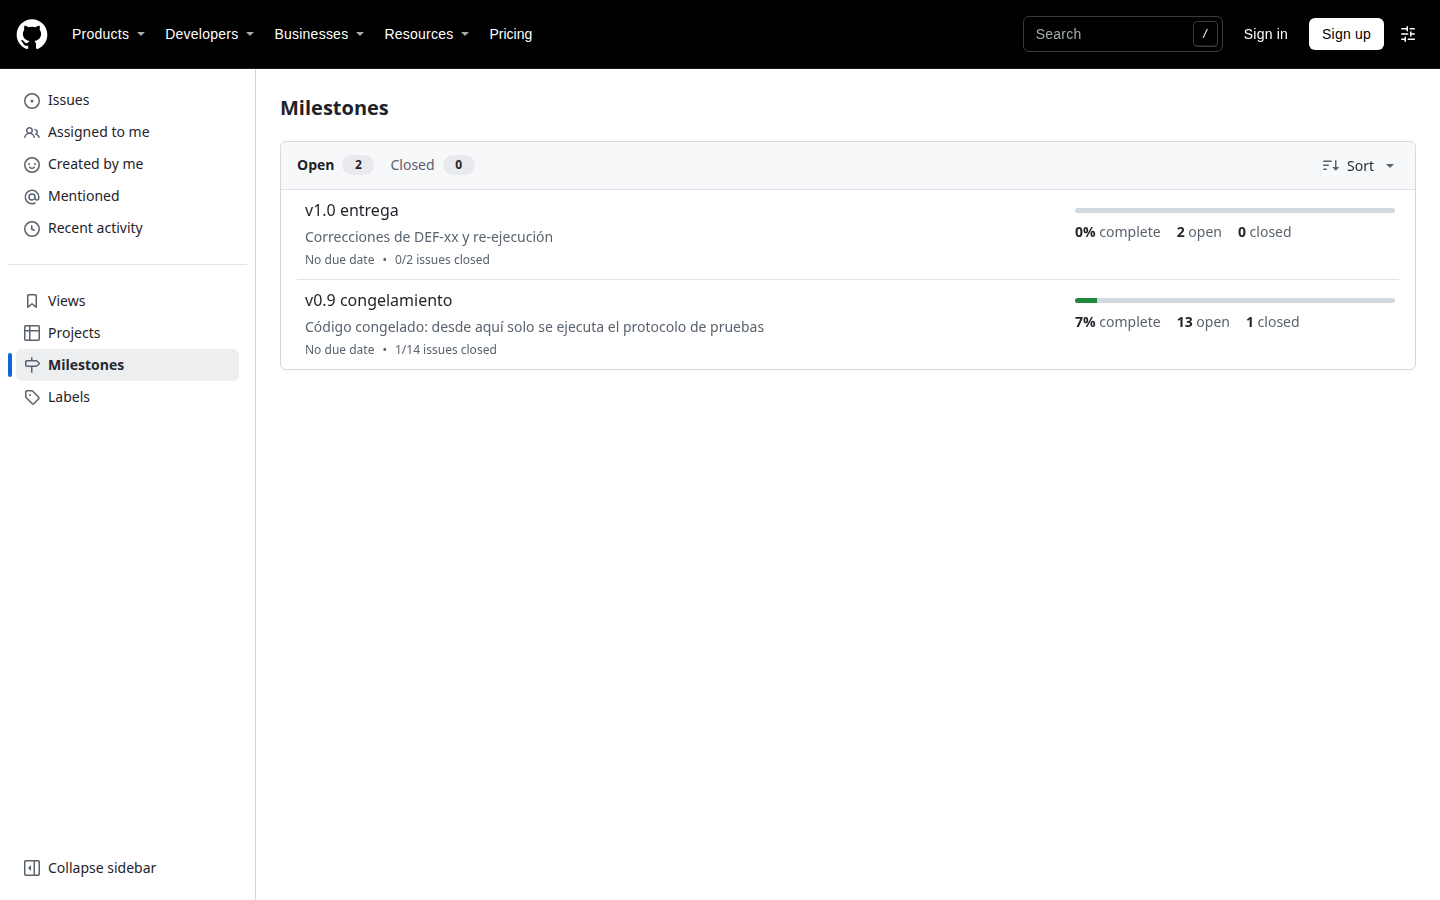 Products Developers Businesses Resources Pricing Search / Sign in Sign up
Issues
Assigned to me
Created by me
Mentioned
Recent activity
Views
Projects
Milestones
Labels
Collapse sidebar
Milestones
Open 2 Closed 0 Sort
v1.0 entrega
Correcciones de DEF-xx y re-ejecución
No due date • 0/2 issues closed
0% complete 2 open 0 closed
v0.9 congelamiento
Código congelado: desde aquí solo se ejecuta el protocolo de pruebas
No due date • 1/14 issues closed
7% complete 13 open 1 closed